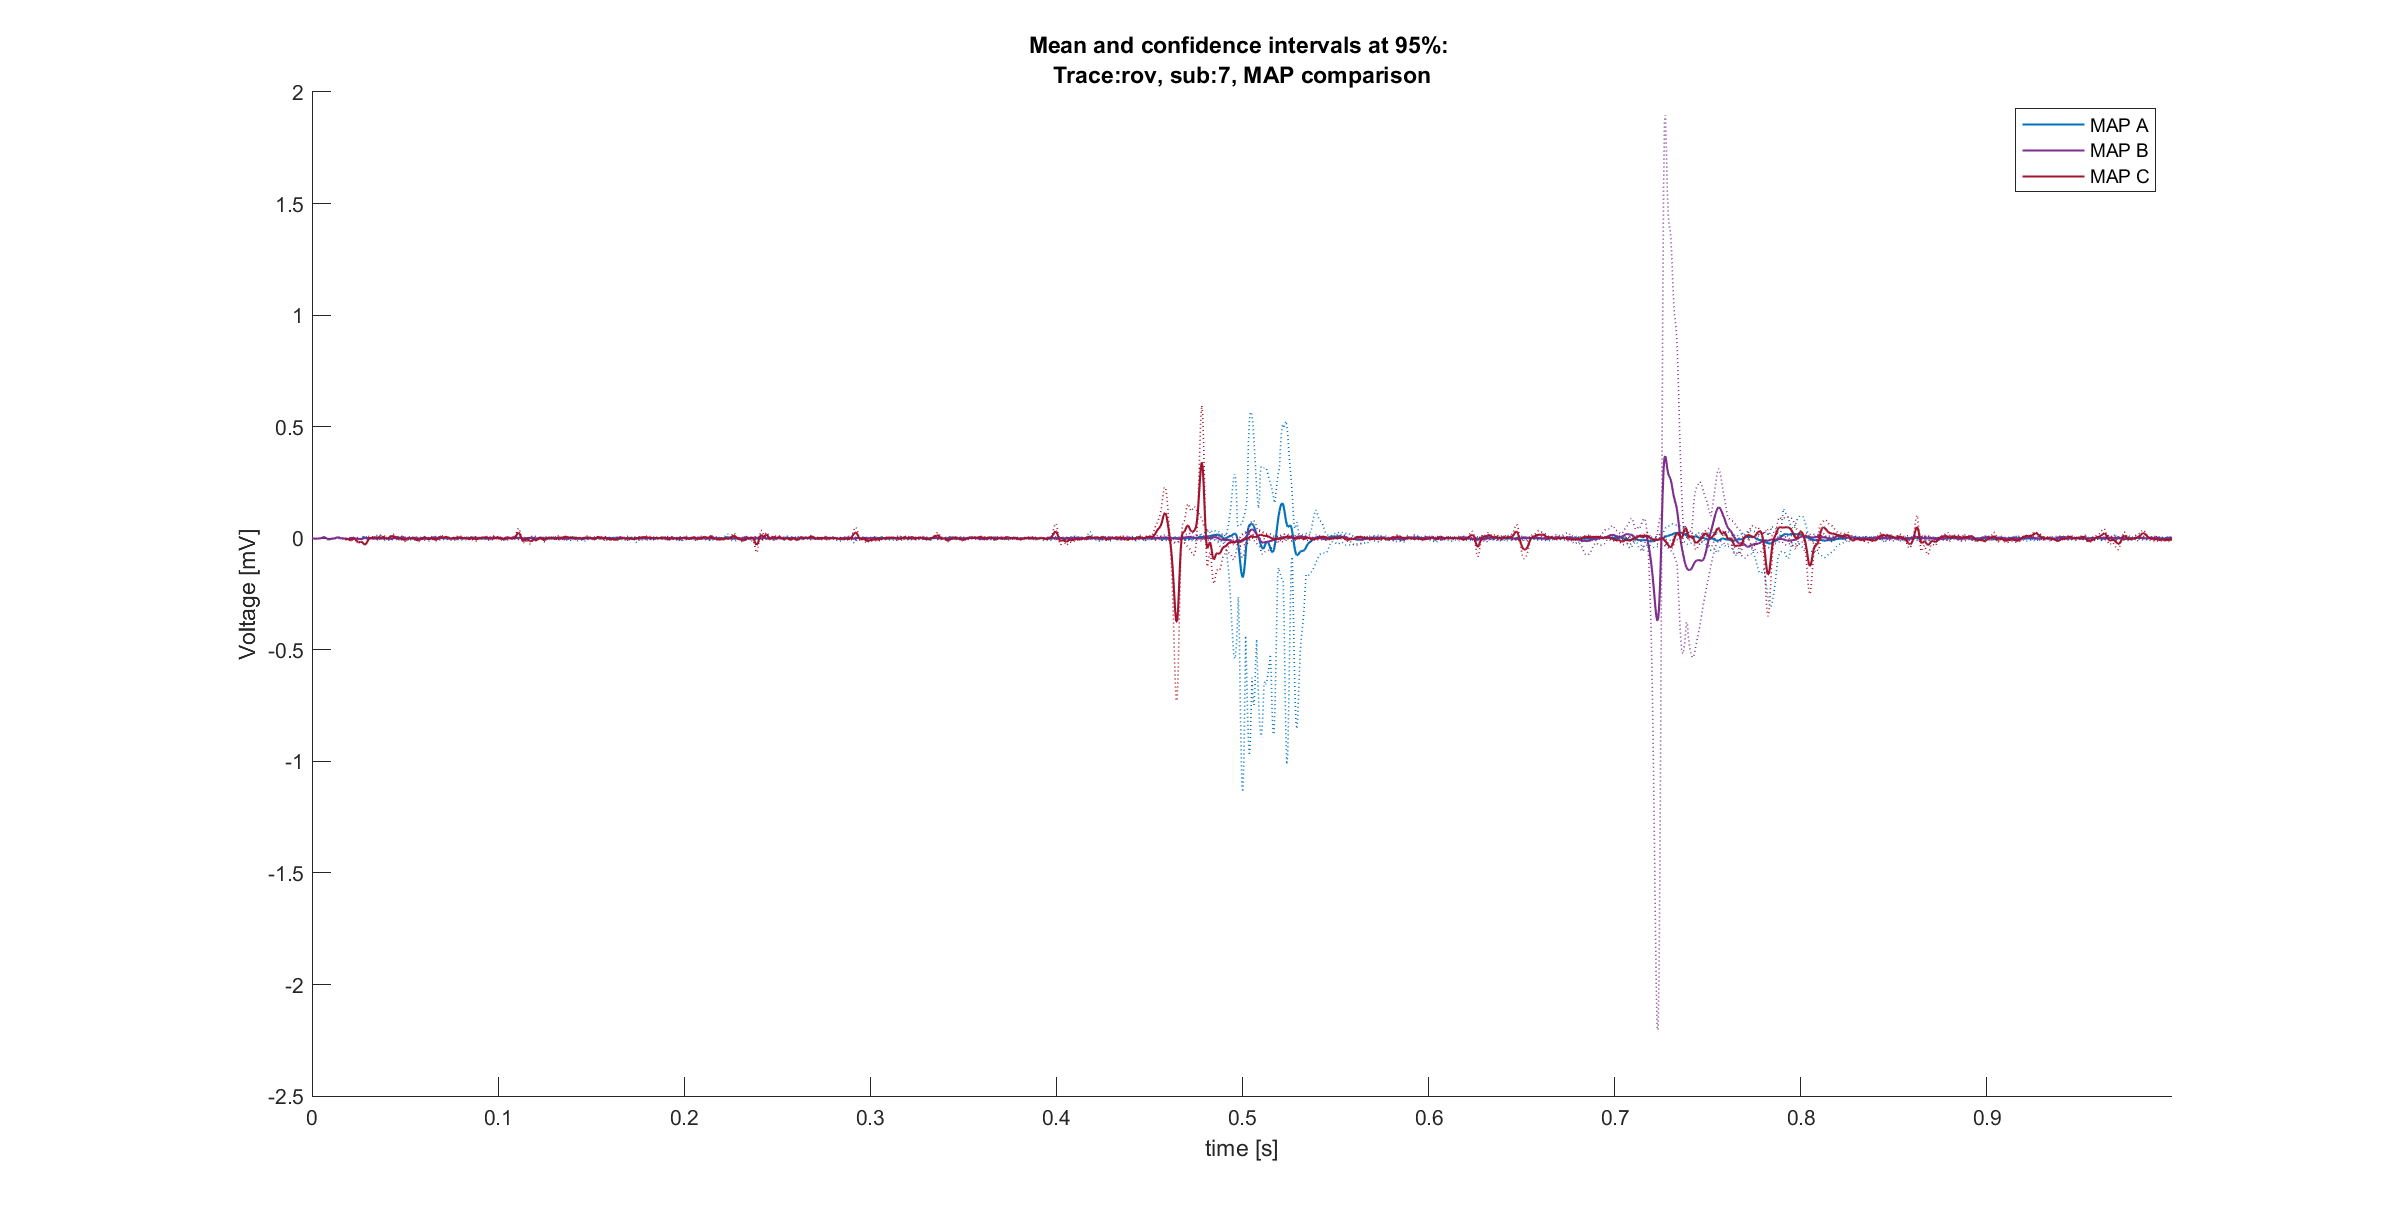 Mean and confidence intervals at 95%:
Trace:rov, sub:7, MAP comparison
MAP A
MAP B
MAP C
Voltage [mV]
2
1.5
1
0.5
0
-0.5
-1
-1.5
-2
-2.5
0 0.1 0.2 0.3 0.4 0.5 0.6 0.7 0.8 0.9
time [s]